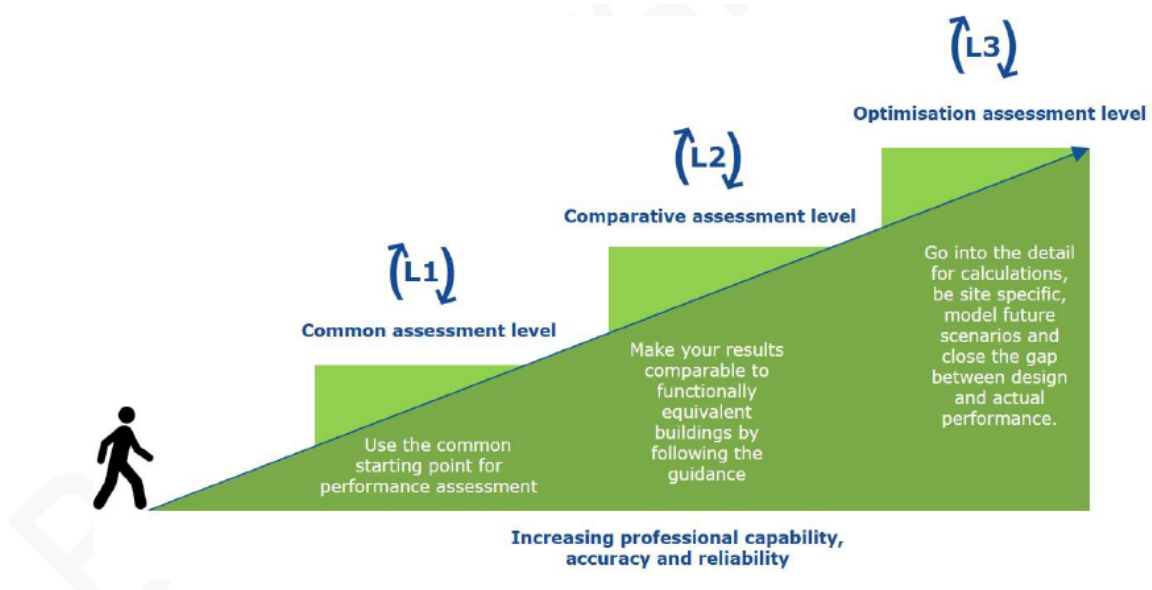 L1
Common assessment level
Use the common
starting point for
performance assessment
L2
Comparative assessment level
Make your results
comparable to
functionally
equivalent
buildings by
following the
guidance
L3
Optimisation assessment level
Go into the detail
for calculations,
be site specific,
model future
scenarios and
close the gap
between design
and actual
performance.
Increasing professional capability,
accuracy and reliability